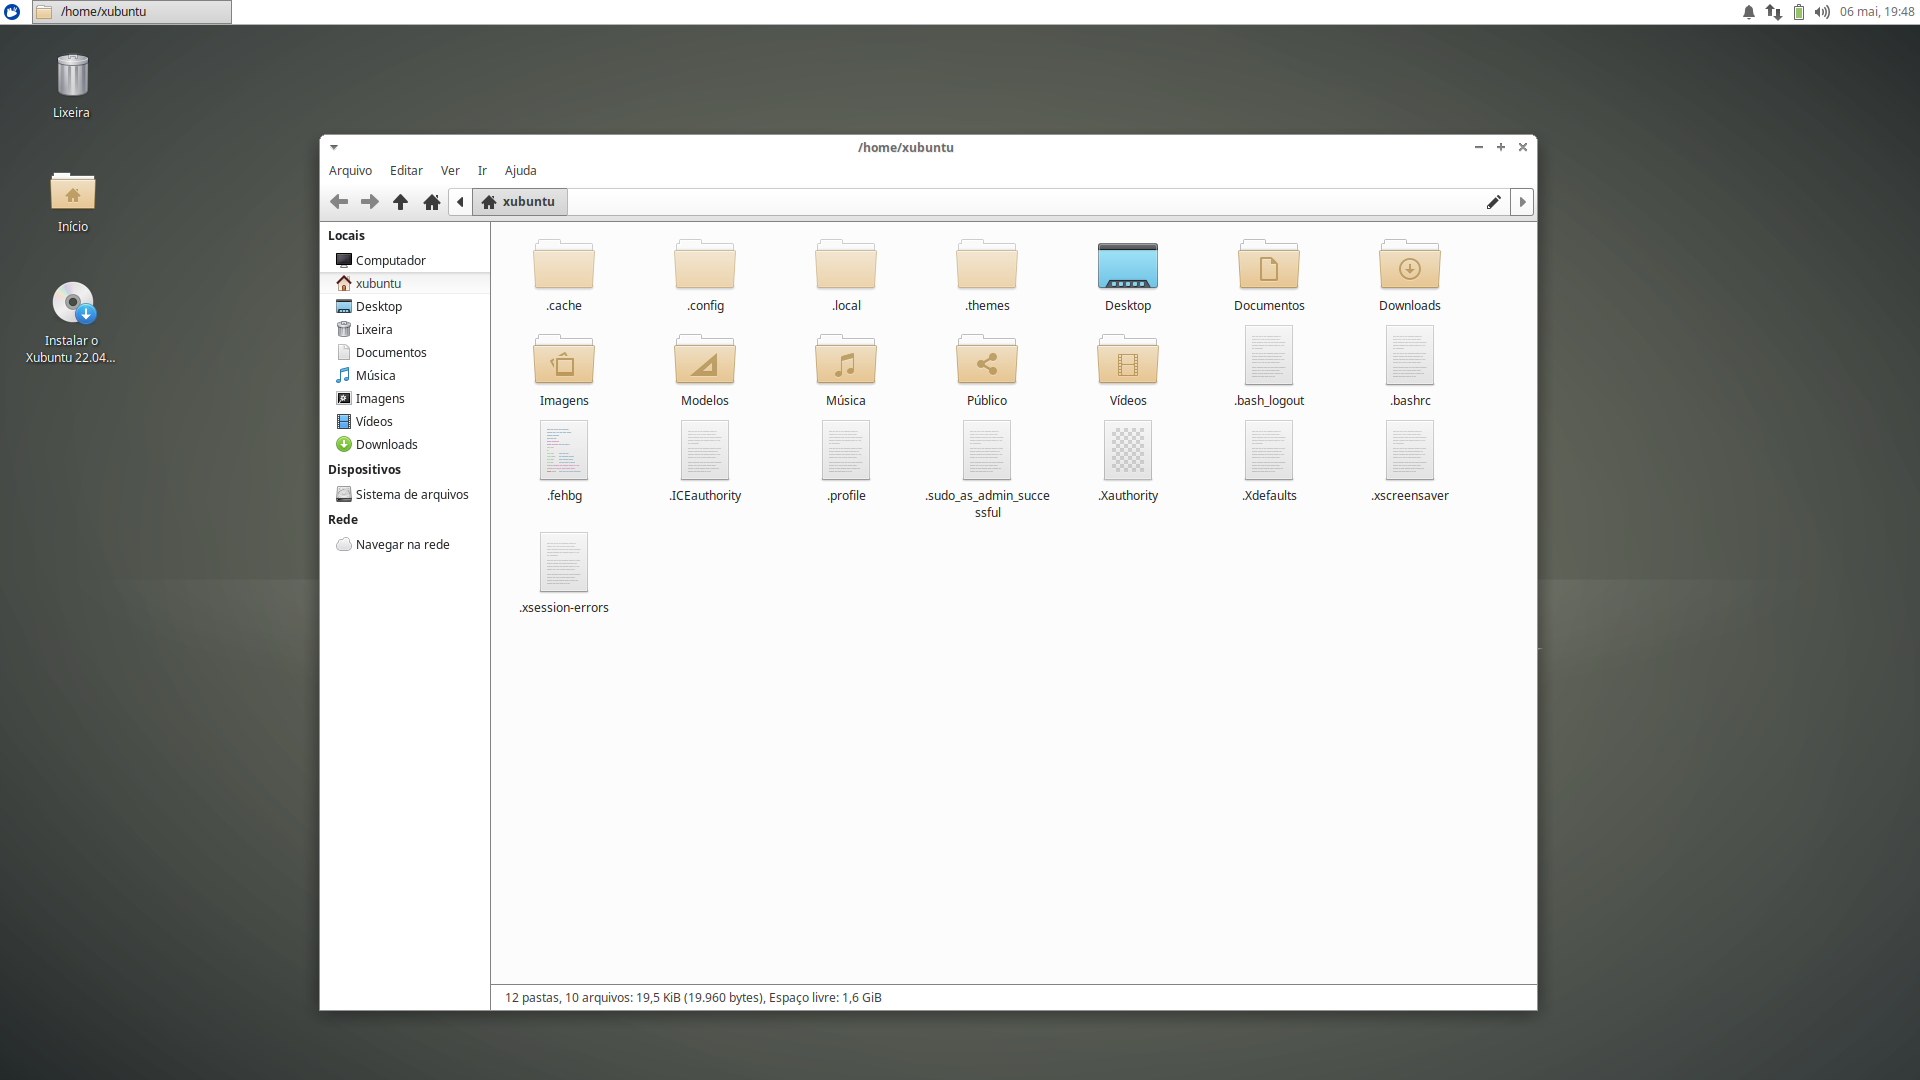 /home/xubuntu
06 mai, 19:48
Lixeira
Início
Instalar o
Xubuntu 22.04...
/home/xubuntu
Arquivo Editar Ver Ir Ajuda
xubuntu
Locais
Computador
xubuntu
Desktop
Lixeira
Documentos
Música
Imagens
Vídeos
Downloads
Dispositivos
Sistema de arquivos
Rede
Navegar na rede
.cache .config .local .themes Desktop Documentos Downloads
Imagens Modelos Música Público Vídeos .bash_logout .bashrc
.fehbg .ICEauthority .profile .sudo_as_admin_succe
ssful .Xauthority .Xdefaults .xscreensaver
.xsession-errors
12 pastas, 10 arquivos: 19,5 KiB (19.960 bytes), Espaço livre: 1,6 GiB